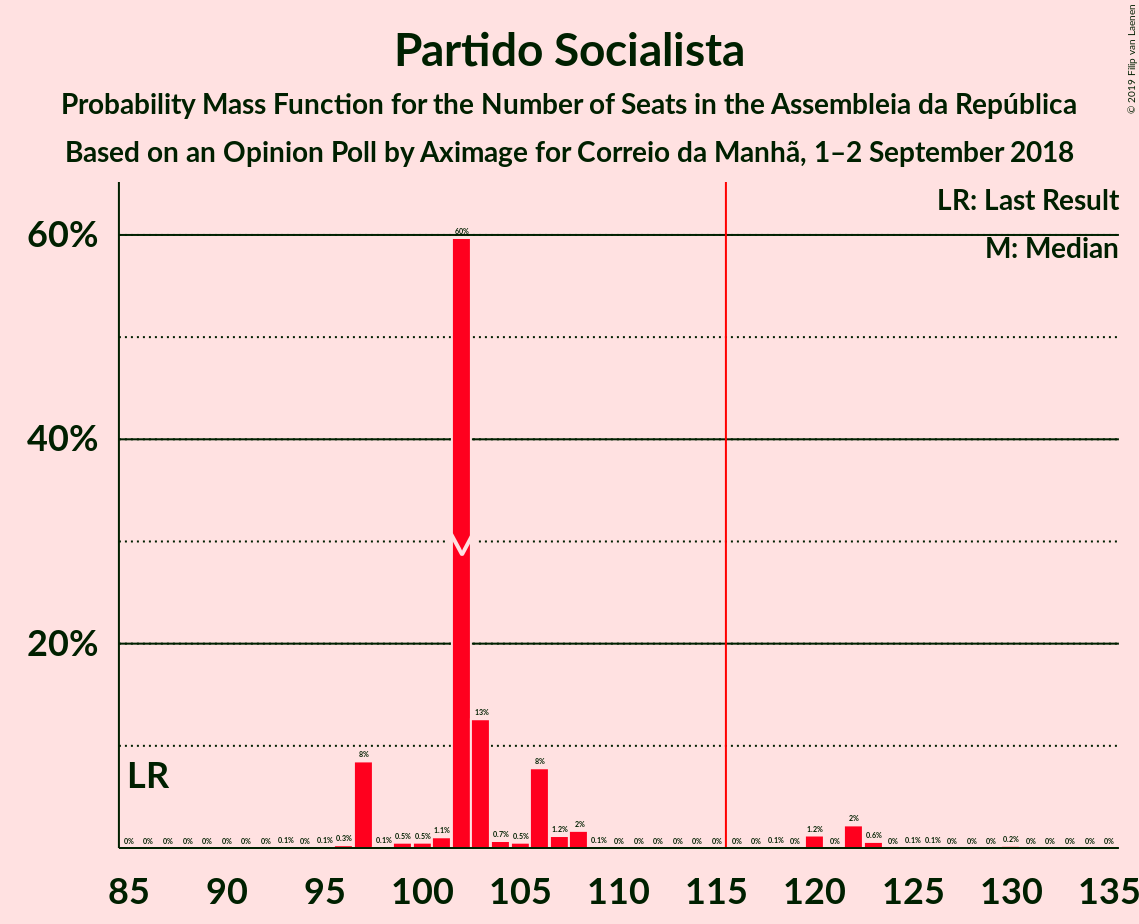 Partido Socialista
Probability Mass Function for the Number of Seats in the Assembleia da República
Based on an Opinion Poll by Aximage for Correio da Manhã, 1–2 September 2018
© 2019 Filip van Laenen
LR: Last Result
M: Median
60%
40%
20%
60%
13%
8%
8%
LR
0% 0% 0% 0% 0% 0% 0% 0% 0.1% 0% 0.1% 0.3% 0.1% 0.5% 0.5% 1.1% 0.7% 0.5% 1.2% 2% 0.1% 0% 0% 0% 0% 0% 0% 0% 0% 0.1% 0% 1.2% 0% 2% 0.6% 0% 0.1% 0.1% 0% 0% 0% 0.2% 0% 0% 0% 0% 0%
85 90 95 100 105 110 115 120 125 130 135